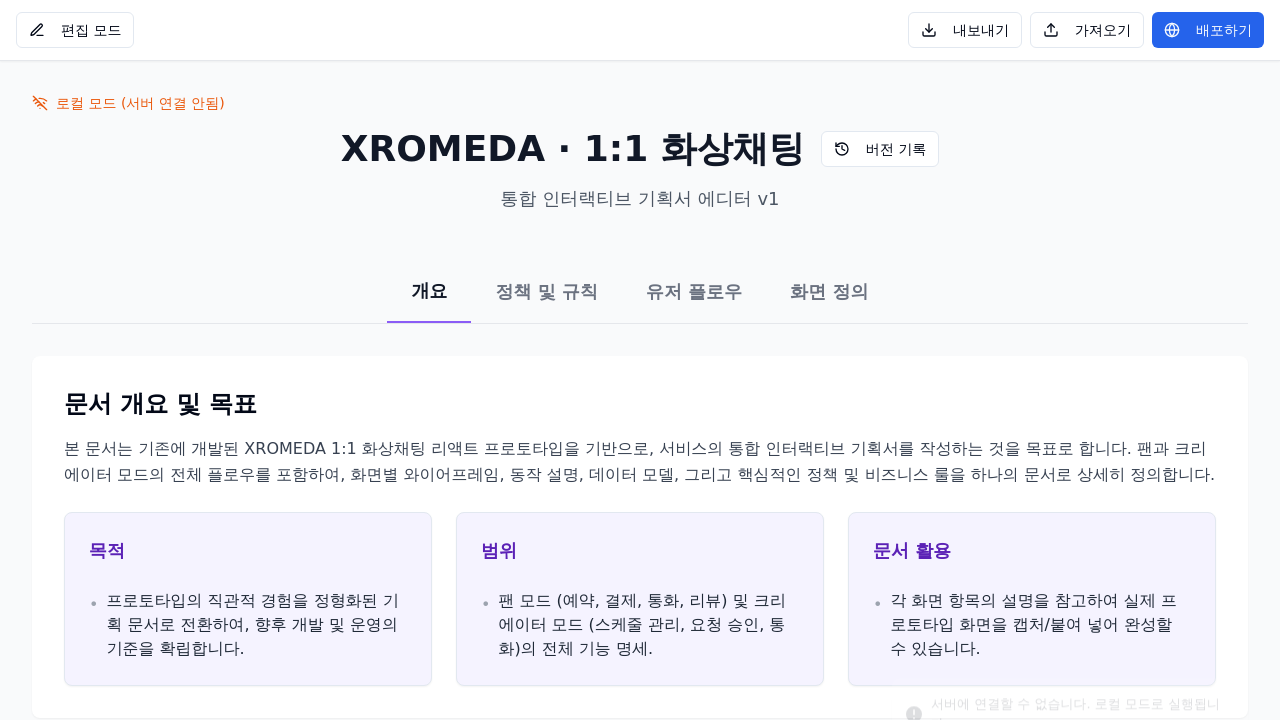 편집 모드
내보내기
가져오기
배포하기
로컬 모드 (서버 연결 안됨)
XROMEDA · 1:1 화상채팅
버전 기록
통합 인터랙티브 기획서 에디터 v1
개요
정책 및 규칙
유저 플로우
화면 정의
문서 개요 및 목표
본 문서는 기존에 개발된 XROMEDA 1:1 화상채팅 리액트 프로토타입을 기반으로, 서비스의 통합 인터랙티브 기획서를 작성하는 것을 목표로 합니다. 팬과 크리
에이터 모드의 전체 플로우를 포함하여, 화면별 와이어프레임, 동작 설명, 데이터 모델, 그리고 핵심적인 정책 및 비즈니스 룰을 하나의 문서로 상세히 정의합니다.
목적
• 프로토타입의 직관적 경험을 정형화된 기
획 문서로 전환하여, 향후 개발 및 운영의
기준을 확립합니다.
범위
• 팬 모드 (예약, 결제, 통화, 리뷰) 및 크리
에이터 모드 (스케줄 관리, 요청 승인, 통
화)의 전체 기능 명세.
문서 활용
• 각 화면 항목의 설명을 참고하여 실제 프
로토타입 화면을 캡처/붙여 넣어 완성할
수 있습니다.
서버에 연결할 수 없습니다. 로컬 모드로 실행됩니